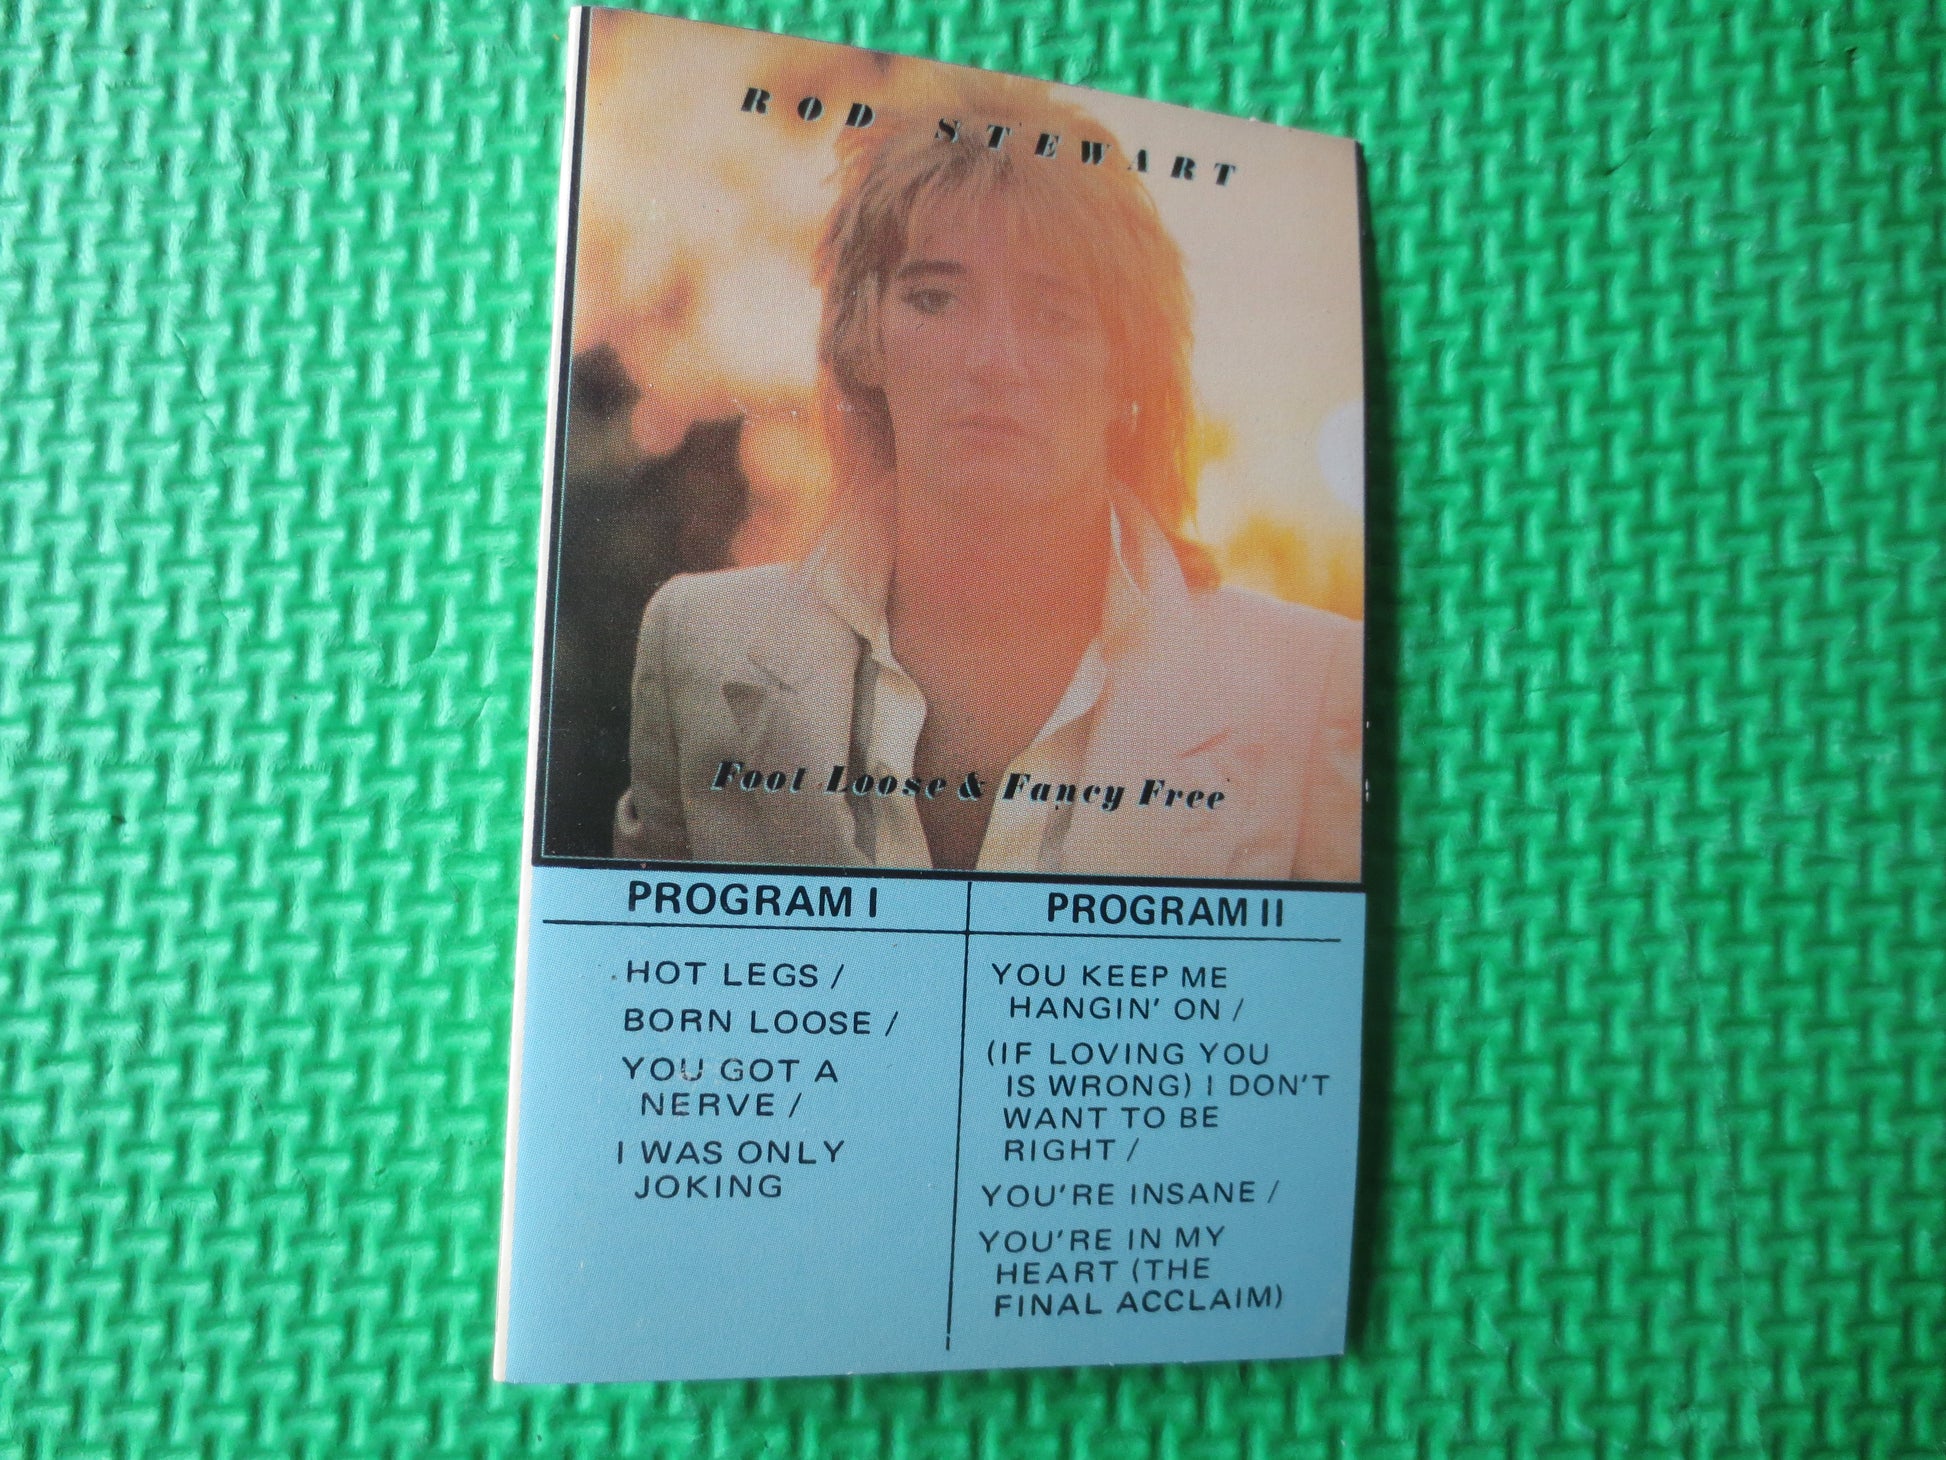 ROD STEWART
Foot Loose & Fancy Free
PROGRAM I
HOT LEGS /
BORN LOOSE /
YOU GOT A
NERVE /
I WAS ONLY
JOKING
PROGRAM II
YOU KEEP ME
HANGIN' ON /
(IF LOVING YOU
IS WRONG) I DON'T
WANT TO BE
RIGHT /
YOU'RE INSANE /
YOU'RE IN MY
HEART (THE
FINAL ACCLAIM)